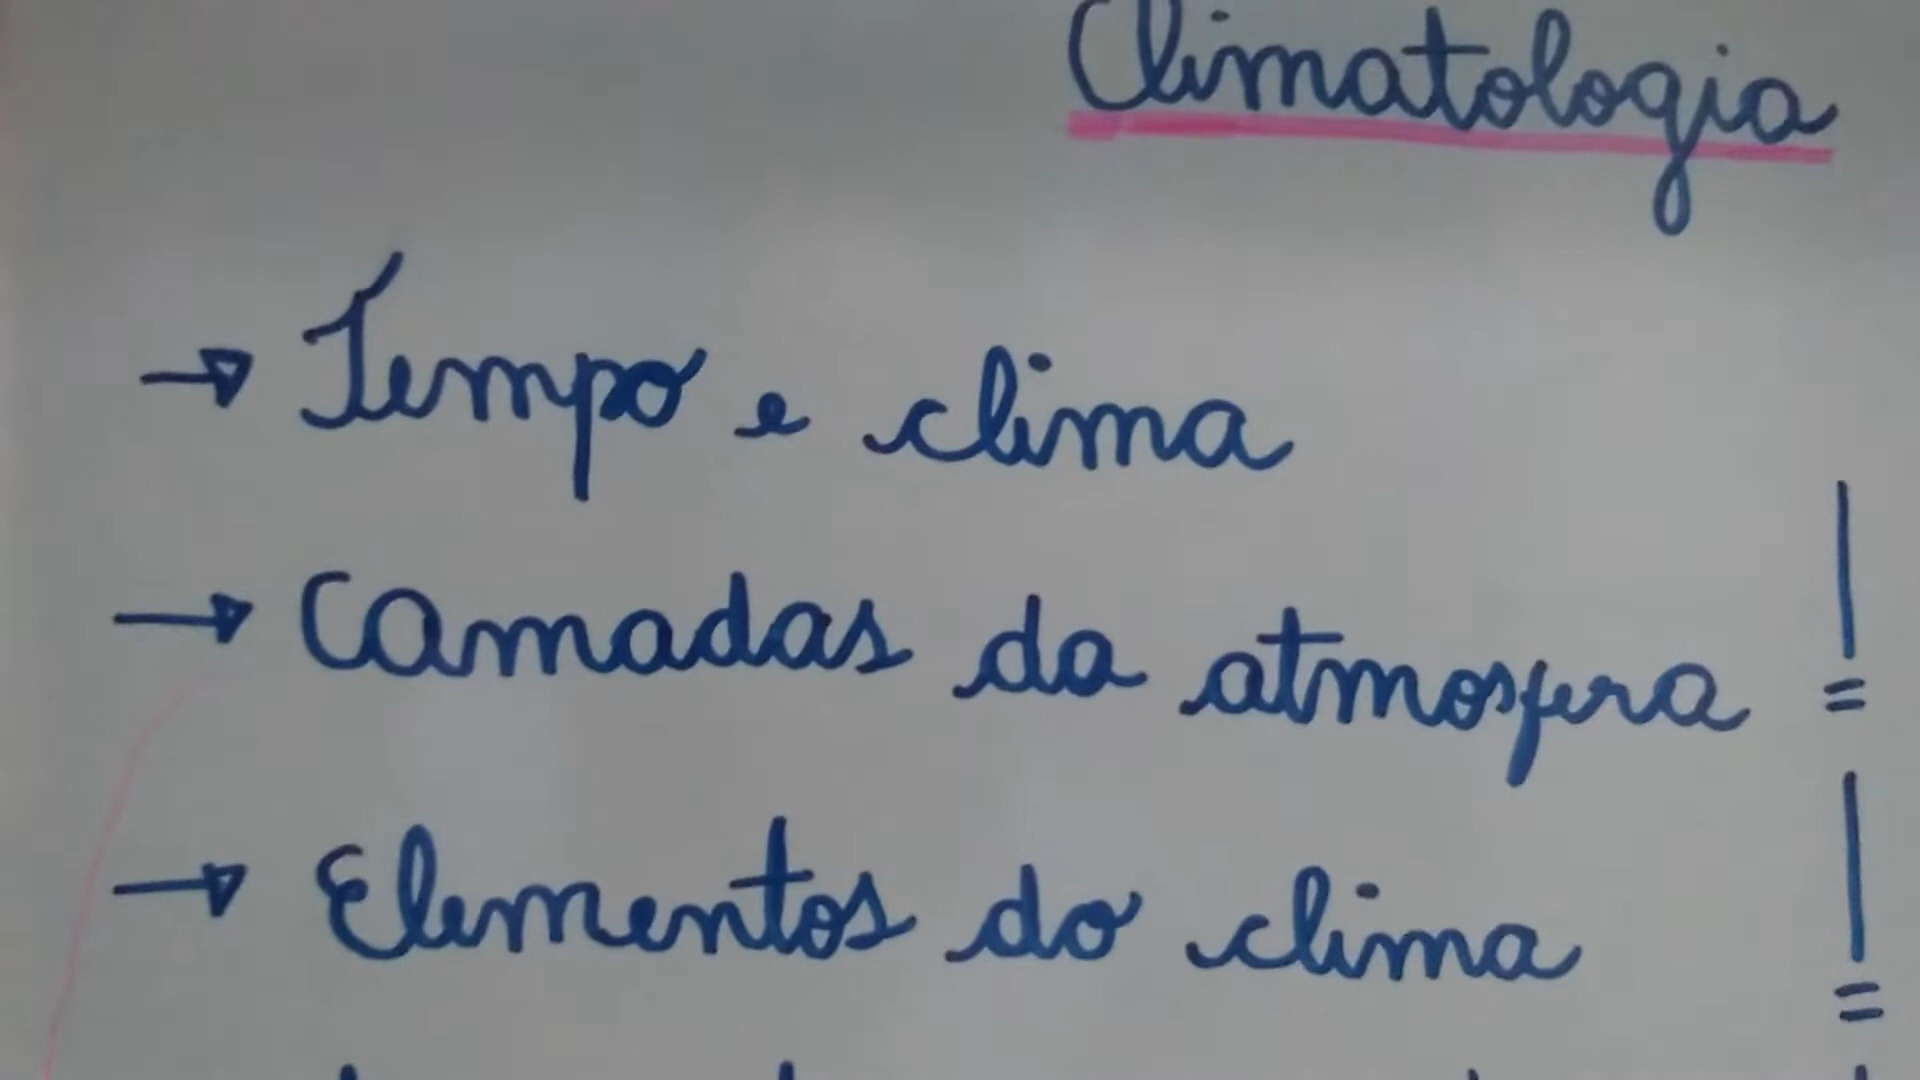 Climatologia
→ Tempo e clima
→ Camadas da atmosfera
→ Elementos do clima